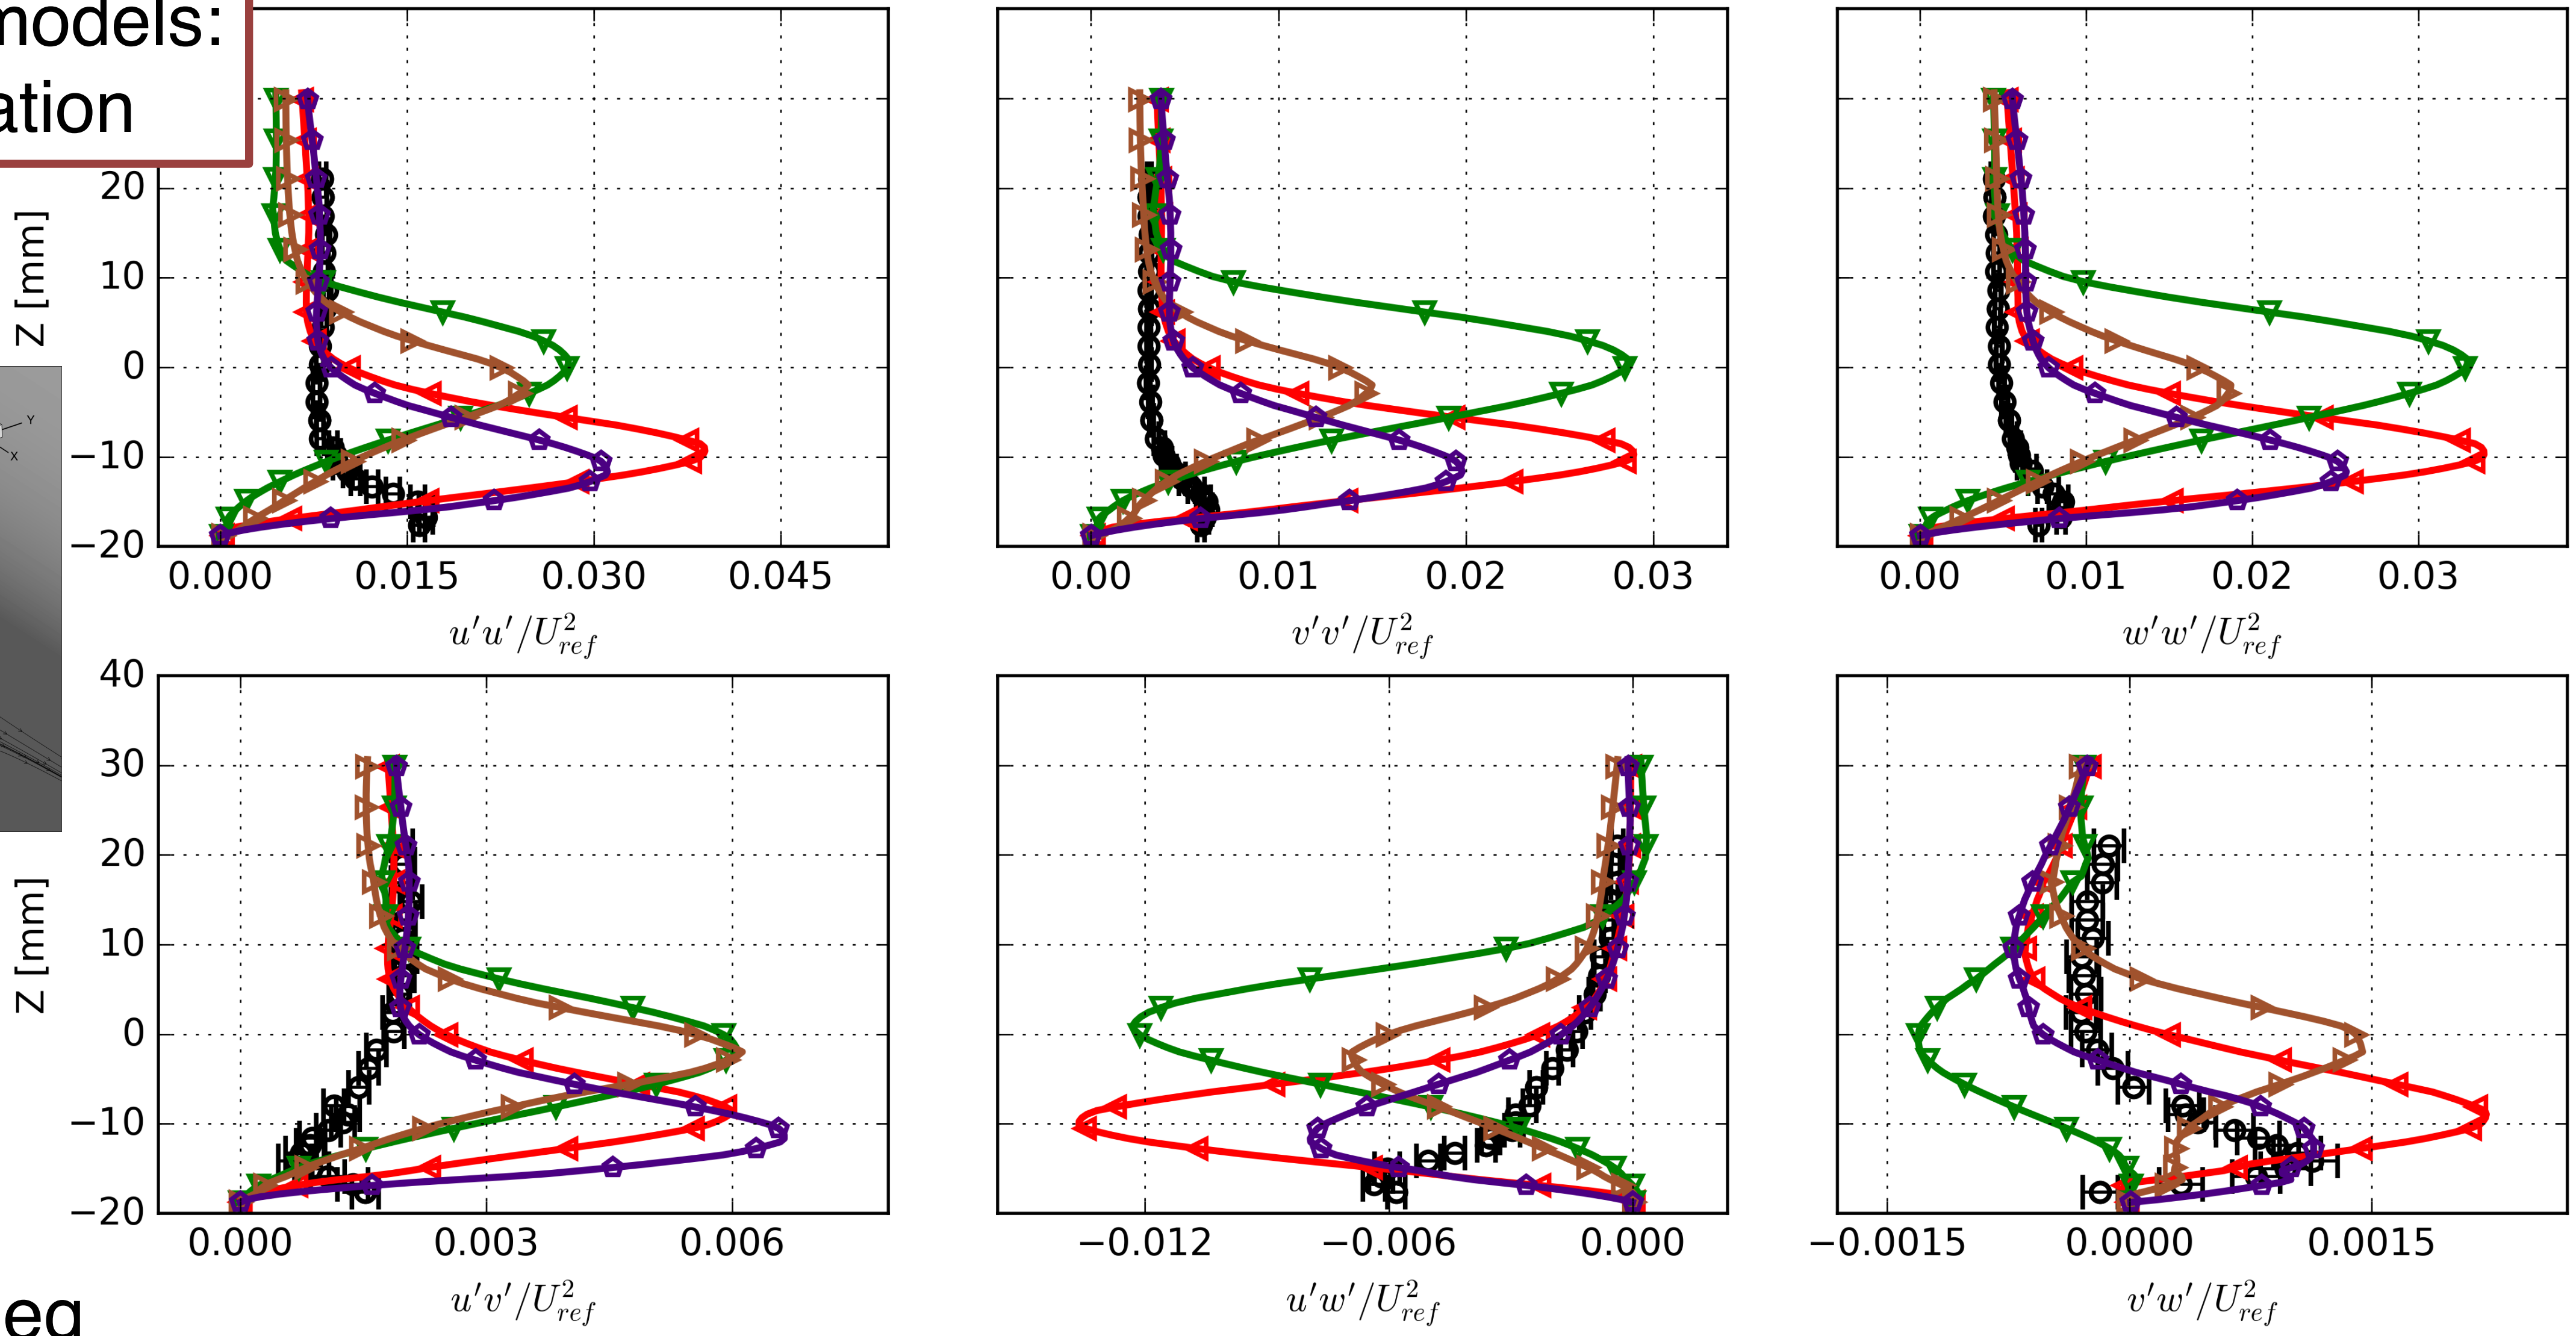 models:
ation
Z [mm]
20
10
0
−10
−20
0.000 0.015 0.030 0.045
u′u′/U²ref
0.00 0.01 0.02 0.03
v′v′/U²ref
0.00 0.01 0.02 0.03
w′w′/U²ref
Y
X
Z [mm]
40
30
20
10
0
−10
−20
0.000 0.003 0.006
u′v′/U²ref
−0.012 −0.006 0.000
u′w′/U²ref
−0.0015 0.0000 0.0015
v′w′/U²ref
eg